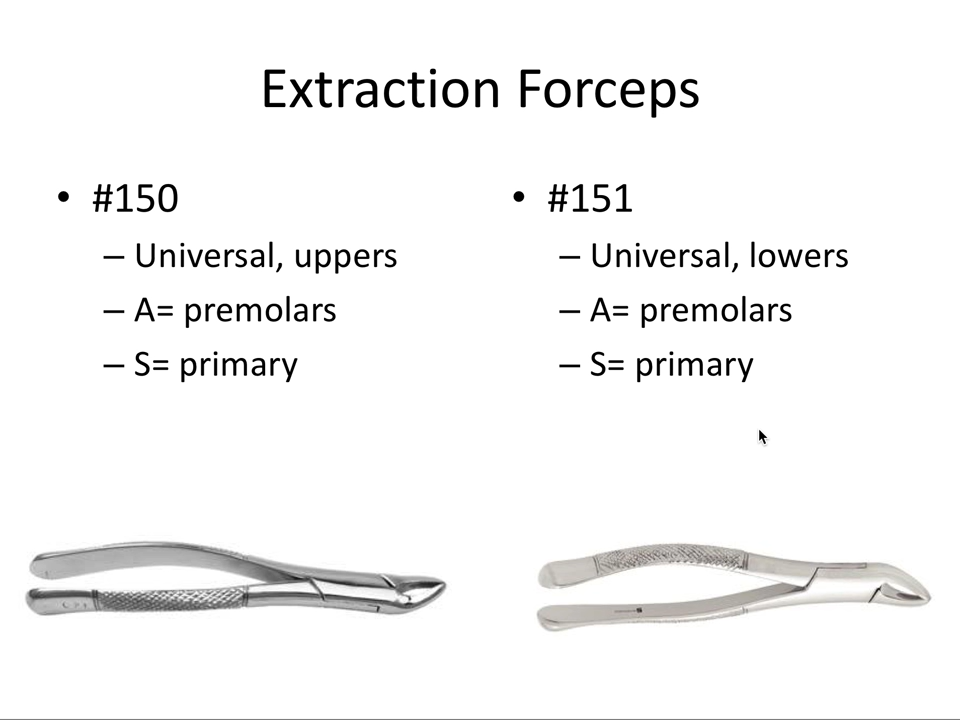 Extraction Forceps
• #150
– Universal, uppers
– A= premolars
– S= primary
• #151
– Universal, lowers
– A= premolars
– S= primary